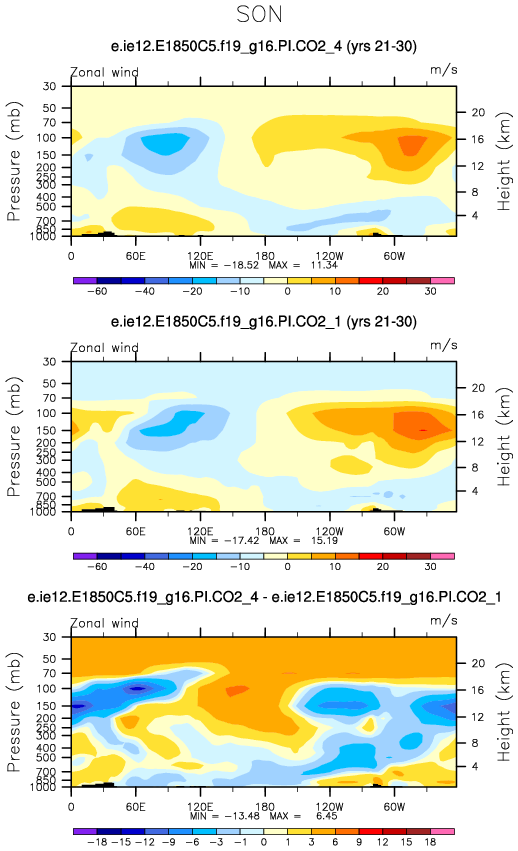 SON
e.ie12.E1850C5.f19_g16.PI.CO2_4 (yrs 21-30)
Zonal wind m/s
Pressure (mb)
30
50
70
100
150
200
250
300
400
500
700
850
1000
20
16
12
8
4
Height (km)
0 60E 120E 180 120W 60W
MIN = -18.52 MAX = 11.34
-60 -40 -20 -10 0 5 10 15 20 30
e.ie12.E1850C5.f19_g16.PI.CO2_1 (yrs 21-30)
Zonal wind m/s
Pressure (mb)
30
50
70
100
150
200
250
300
400
500
700
850
1000
20
16
12
8
4
Height (km)
0 60E 120E 180 120W 60W
MIN = -17.42 MAX = 15.19
-60 -40 -20 -10 0 5 10 15 20 30
e.ie12.E1850C5.f19_g16.PI.CO2_4 - e.ie12.E1850C5.f19_g16.PI.CO2_1
Zonal wind m/s
Pressure (mb)
30
50
70
100
150
200
250
300
400
500
700
850
1000
20
16
12
8
4
Height (km)
0 60E 120E 180 120W 60W
MIN = -13.48 MAX = 6.45
-18 -15 -12 -9 -6 -3 -1 0 1 3 6 9 12 15 18